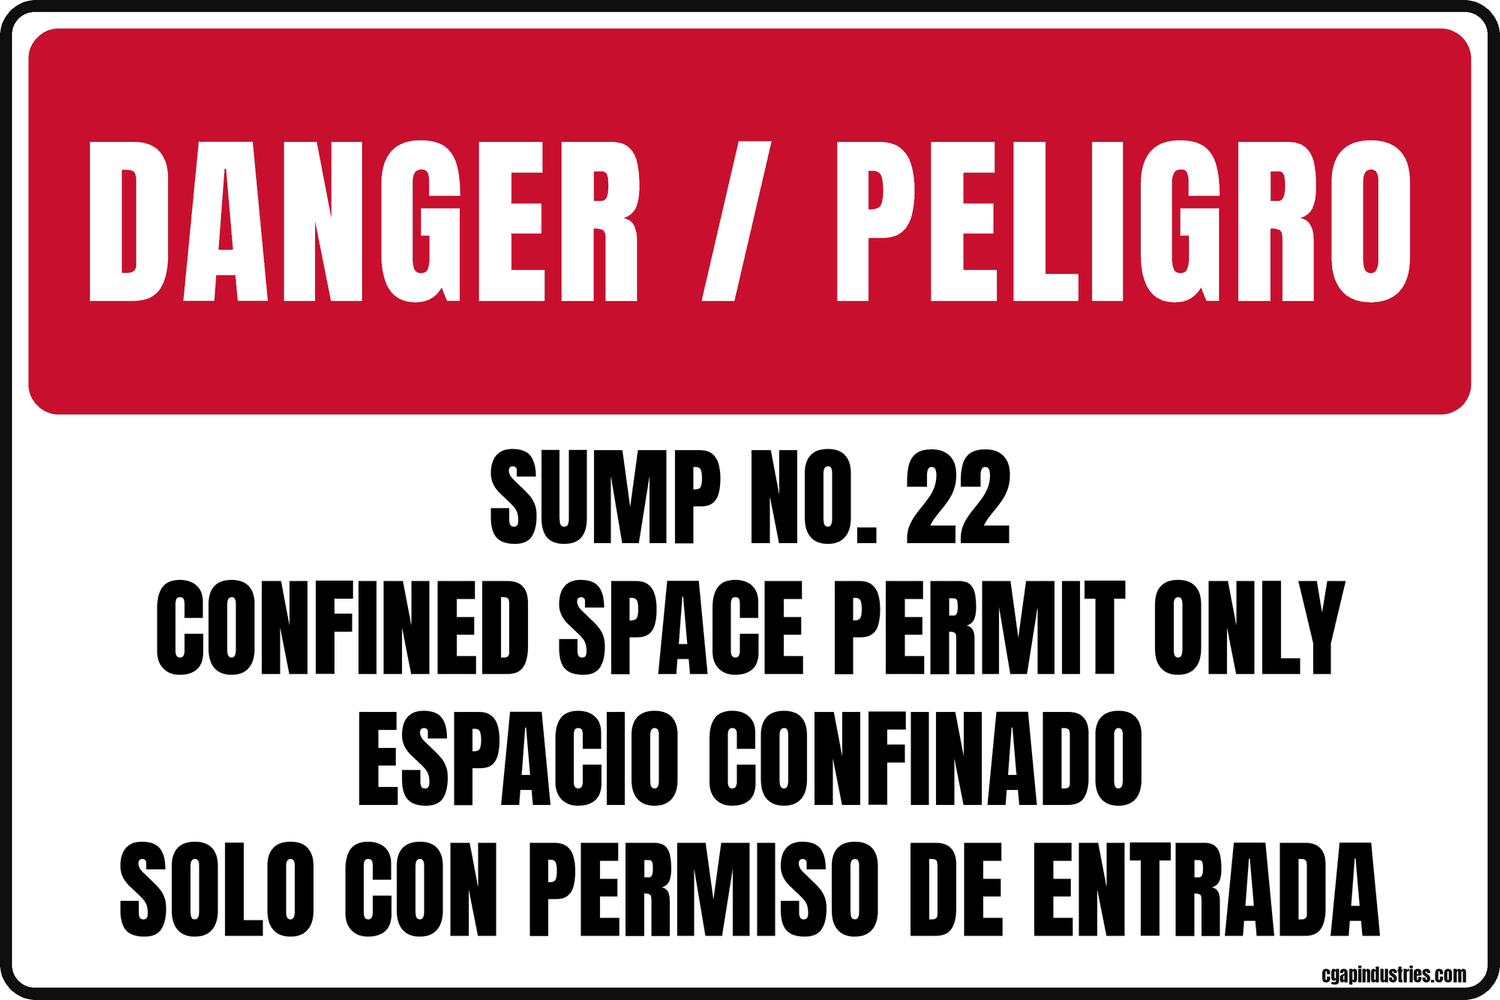 DANGER / PELIGRO
SUMP NO. 22
CONFINED SPACE PERMIT ONLY
ESPACIO CONFINADO
SOLO CON PERMISO DE ENTRADA
cgapindustries.com